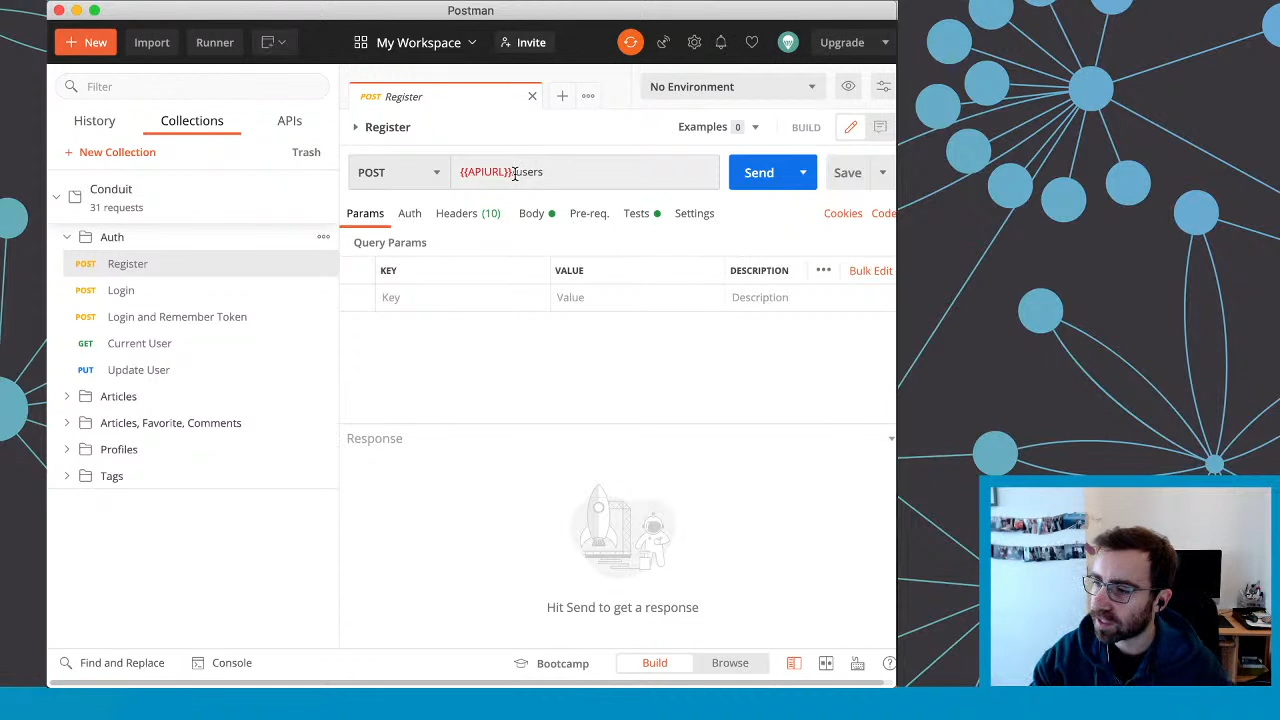 Postman
New
Import
Runner
My Workspace
Invite
Upgrade
Filter
History
Collections
APIs
+ New Collection
Trash
Conduit
31 requests
Auth
POST Register
POST Login
POST Login and Remember Token
GET Current User
PUT Update User
Articles
Articles, Favorite, Comments
Profiles
Tags
POST Register
No Environment
Register
Examples 0
BUILD
POST
{{APIURL}}/users
Send
Save
Params
Auth
Headers (10)
Body
Pre-req.
Tests
Settings
Cookies
Code
Query Params
KEY
VALUE
DESCRIPTION
Bulk Edit
Key
Value
Description
Response
Hit Send to get a response
Find and Replace
Console
Bootcamp
Build
Browse